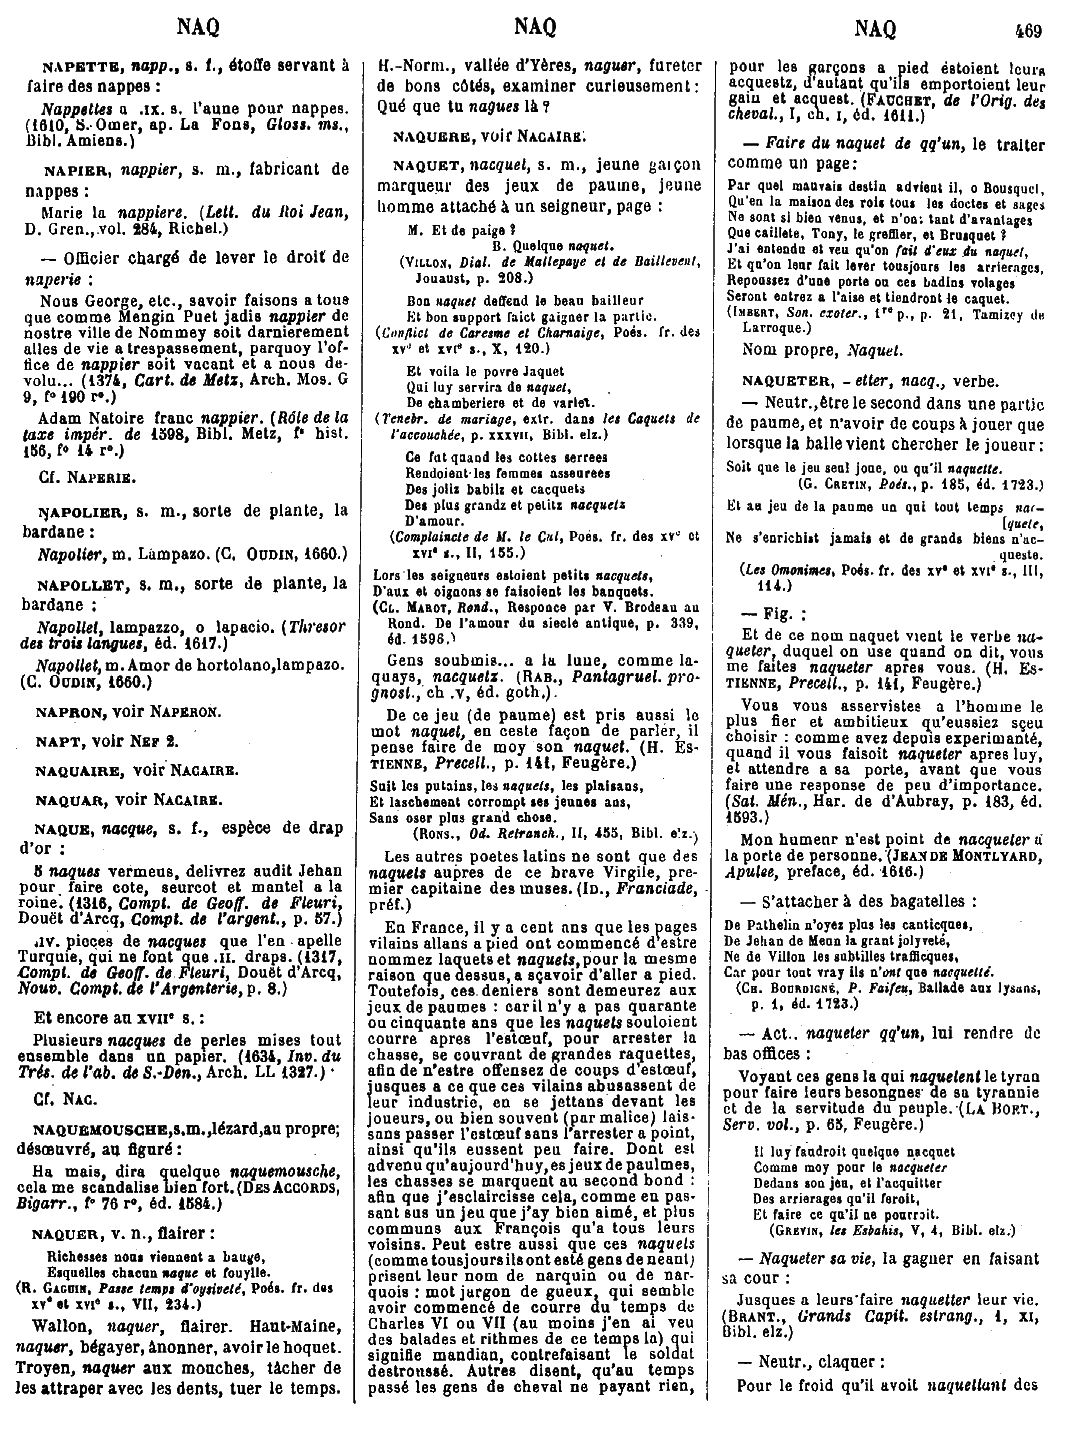 NAQ
NAQ
NAQ
469
NAPETTE, napp., s. f., étoffe servant à
faire des nappes :
Nappettes a .IX. s. l'aune pour nappes.
(1610, S.-Omer, ap. La Fons, Gloss. ms.,
Bibl. Amiens.)
NAPIER, nappier, s. m., fabricant de
nappes :
Marie la nappiere. (Lett. du Roi Jean,
D. Gren., vol. 284, Richel.)
— Officier chargé de lever le droit de
naperie :
Nous George, etc., savoir faisons a tous
que comme Mengin Puet jadis nappier de
nostre ville de Nommey soit darnierement
alles de vie a trespassement, parquoy l'of-
fice de nappier soit vacant et a nous de-
volu... (1374, Cart. de Metz, Arch. Mos. G
9, f° 190 r°.)
Adam Natoire franc nappier. (Rôle de la
taxe impér. de 1598, Bibl. Metz, f° hist.
156, f° 14 r°.)
Cf. NAPERIE.
NAPOLIER, s. m., sorte de plante, la
bardane :
Napolier, m. Lampazo. (C. OUDIN, 1660.)
NAPOLLET, s. m., sorte de plante, la
bardane :
Napollet, lampazzo, o lapacio. (Thresor
des trois langues, éd. 1617.)
Napollet, m. Amor de hortolano, lampazo.
(C. OUDIN, 1660.)
NAPRON, voir NAPERON.
NAPT, voir NEF 2.
NAQUAIRE, voir NACAIRE.
NAQUAR, voir NACAIRE.
NAQUE, nacque, s. f., espèce de drap
d'or :
8 naques vermeus, delivrez audit Jehan
pour faire cote, seurcot et mantel a la
roine. (1316, Compt. de Geoff. de Fleuri,
Douët d'Arcq, Compt. de l'argent., p. 57.)
.IV. pieces de nacques que l'en apelle
Turquie, qui ne font que .II. draps. (1317,
Compt. de Geoff. de Fleuri, Douët d'Arcq,
Nouv. Compt. de l'Argenterie, p. 8.)
Et encore au XVIIe s. :
Plusieurs nacques de perles mises tout
ensemble dans un papier. (1634, Inv. du
Trés. de l'ab. de S.-Den., Arch. LL 1327.)
Cf. NAC.
NAQUEMOUSCHE, s.m., lézard, au propre;
désœuvré, au figuré :
Ha mais, dira quelque naquemousche,
cela me scandalise bien fort. (DES ACCORDS,
Bigarr., f° 76 r°, éd. 1584.)
NAQUER, v. n., flairer :
Richesses nous viennent a bauge,
Esquelles chacun naque et fouylle.
(R. GAGUIN, Passe temps d'oysiveté, Poés. fr. des
XVe et XVIe s., VII, 234.)
Wallon, naquer, flairer. Haut-Maine,
naquer, bégayer, ânonner, avoir le hoquet.
Troyen, naquer aux mouches, tâcher de
les attraper avec les dents, tuer le temps.
H.-Norm., vallée d'Yères, naguer, fureter
de bons côtés, examiner curieusement :
Qué que tu nagues là ?
NAQUERE, voir NACAIRE.
NAQUET, nacquet, s. m., jeune garçon
marqueur des jeux de paume, jeune
homme attaché à un seigneur, page :
M. Et de paige ?
B. Quelque naquet.
(VILLON, Dial. de Mallepaye et de Baillevent,
Jouaust, p. 208.)
Bon naquet deffend le beau bailleur
Et bon support faict gaigner la partie.
(Conflict de Caresme et Charnaige, Poés. fr. des
XVe et XVIe s., X, 120.)
Et voila le povre Jaquet
Qui luy servira de naquet,
De chamberiere et de varlet.
(Tenebr. de mariage, extr. dans les Caquets de
l'accouchée, p. XXXVII, Bibl. elz.)
Ce fut quand les cottes serrees
Rendoient les femmes asseurees
Des joliz babilz et cacquets
Des plus grandz et petitz nacquetz
D'amour.
(Complaincte de M. le Cul, Poés. fr. des XVe et
XVIe s., II, 155.)
Lors les seigneurs estoient petits nacquets,
D'aux et oignons se faisoient les banquets.
(CL. MAROT, Rond., Responce par V. Brodeau au
Rond. De l'amour du siecle antique, p. 339,
éd. 1596.)
Gens soubmis... a la lune, comme la-
quays, nacquetz. (RAB., Pantagruel. pro-
gnost., ch .V, éd. goth.).
De ce jeu (de paume) est pris aussi le
mot naquet, en ceste façon de parler, il
pense faire de moy son naquet. (H. ES-
TIENNE, Precell., p. 141, Feugère.)
Suit les putains, les naquets, les plaisans,
Et laschement corrompt ses jeunes ans,
Sans oser plus grand chose.
(RONS., Od. Retranch., II, 455, Bibl. elz.)
Les autres poetes latins ne sont que des
naquets aupres de ce brave Virgile, pre-
mier capitaine des muses. (ID., Franciade,
préf.)
En France, il y a cent ans que les pages
vilains allans a pied ont commencé d'estre
nommez laquets et naquets, pour la mesme
raison que dessus, a sçavoir d'aller a pied.
Toutefois, ces deniers sont demeurez aux
jeux de paumes : car il n'y a pas quarante
ou cinquante ans que les naquets souloient
courre apres l'estœuf, pour arrester la
chasse, se couvrant de grandes raquettes,
afin de n'estre offensez de coups d'estœuf,
jusques a ce que ces vilains abusassent de
leur industrie, en se jettans devant les
joueurs, ou bien souvent (par malice) lais-
sans passer l'estœuf sans l'arrester a point,
ainsi qu'ils eussent peu faire. Dont est
advenu qu'aujourd'huy, es jeux de paulmes,
les chasses se marquent au second bond :
afin que j'esclaircisse cela, comme en pas-
sant sus un jeu que j'ay bien aimé, et plus
communs aux François qu'a tous leurs
voisins. Peut estre aussi que ces naquets
(comme tousjours ils ont esté gens de neant)
prisent leur nom de narquin ou de nar-
quois : mot jurgon de gueux, qui semble
avoir commencé de courre du temps de
Charles VI ou VII (au moins j'en ai veu
des balades et rithmes de ce temps la) qui
signifie mandian, contrefaisant le soldat
destroussé. Autres disent, qu'au temps
passé les gens de cheval ne payant rien,
pour les garçons a pied estoient leurs
acquestz, d'autant qu'ils emportoient leur
gain et acquest. (FAUCHET, de l'Orig. des
cheval., I, ch. I, éd. 1611.)
— Faire du naquet de qq'un, le traiter
comme un page :
Par quel mauvais destin advient il, o Bousquet,
Qu'en la maison des rois tous les doctes et sages
Ne sont si bien venus, et n'ont tant d'avantages
Que caillete, Tony, le greffier, et Brusquet ?
J'ai entendu et veu qu'on fait d'eux du naquet,
Et qu'on leur fait lever tousjours les arrierages,
Repoussez d'une porte ou ces badins volages
Seront entrez a l'aise et tiendront le caquet.
(IMBERT, Son. exoter., 1re p., p. 21, Tamizey de
Larroque.)
Nom propre, Naquet.
NAQUETER, - etter, nacq., verbe.
— Neutr., être le second dans une partie
de paume, et n'avoir de coups à jouer que
lorsque la balle vient chercher le joueur :
Soit que le jeu seul joue, ou qu'il naquette.
(G. CRETIN, Poés., p. 185, éd. 1723.)
Et au jeu de la paume un qui tout temps nac-
[quete,
Ne s'enrichist jamais et de grands biens n'ac-
queste.
(Les Omonimes, Poés. fr. des XVe et XVIe s., III,
114.)
— Fig. :
Et de ce nom naquet vient le verbe na-
queter, duquel on use quand on dit, vous
me faites naqueter apres vous. (H. ES-
TIENNE, Precell., p. 141, Feugère.)
Vous vous asservistes a l'homme le
plus fier et ambitieux qu'eussiez sçeu
choisir : comme avez depuis experimanté,
quand il vous faisoit naqueter apres luy,
et attendre a sa porte, avant que vous
faire une response de peu d'importance.
(Sat. Mén., Har. de d'Aubray, p. 183, éd.
1593.)
Mon humeur n'est point de nacqueter a
la porte de personne. (JEAN DE MONTLYARD,
Apulee, preface, éd. 1616.)
— S'attacher à des bagatelles :
De Pathelin n'oyez plus les canticques,
De Jehan de Meun la grant jolyveté,
Ne de Villon les subtilles trafficques,
Car pour tout vray ilz n'ont que nacquetté.
(CH. BOURDIGNÉ, P. Faifeu, Ballade aux lysans,
p. 1, éd. 1723.)
— Act.. naqueter qq'un, lui rendre de
bas offices :
Voyant ces gens la qui naquetent le tyran
pour faire leurs besongnes de sa tyrannie
et de la servitude du peuple. (LA BOET.,
Serv. vol., p. 65, Feugère.)
Il luy faudroit quelque nacquet
Comme moy pour le nacqueter
Dedans son jeu, et l'acquitter
Des arrierages qu'il feroit,
Et faire ce qu'il ne pourroit.
(GREVIN, les Esbahis, V, 4, Bibl. elz.)
— Naqueter sa vie, la gagner en faisant
sa cour :
Jusques a leurs faire naquetter leur vie.
(BRANT., Grands Capit. estrang., I, XI,
Bibl. elz.)
— Neutr., claquer :
Pour le froid qu'il avoit naquettant des